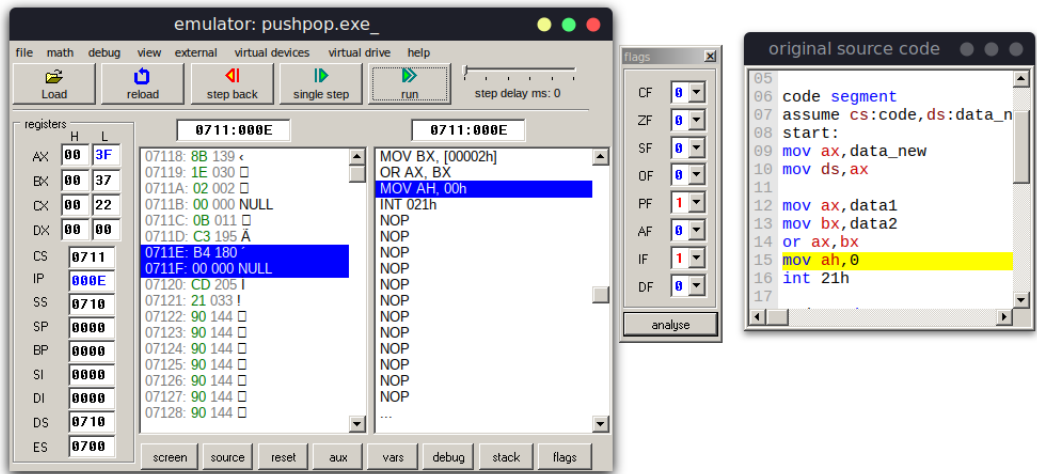 emulator: pushpop.exe_
file math debug view external virtual devices virtual drive help
Load reload step back single step run step delay ms: 0
registers
H L
AX 00 3F
BX 00 37
CX 00 22
DX 00 00
CS 0711
IP 000E
SS 0710
SP 0000
BP 0000
SI 0000
DI 0000
DS 0710
ES 0700
0711:000E
07118: 8B 139 ‹
07119: 1E 030
0711A: 02 002
0711B: 00 000 NULL
0711C: 0B 011
0711D: C3 195 Ã
0711E: B4 180 ´
0711F: 00 000 NULL
07120: CD 205 Í
07121: 21 033 !
07122: 90 144
07123: 90 144
07124: 90 144
07125: 90 144
07126: 90 144
07127: 90 144
07128: 90 144
0711:000E
MOV BX, [00002h]
OR AX, BX
MOV AH, 00h
INT 021h
NOP
NOP
NOP
NOP
NOP
NOP
NOP
NOP
NOP
NOP
NOP
NOP
...
screen source reset aux vars debug stack flags
flags
CF 0
ZF 0
SF 0
OF 0
PF 1
AF 0
IF 1
DF 0
analyse
original source code
05
06 code segment
07 assume cs:code,ds:data_n
08 start:
09 mov ax,data_new
10 mov ds,ax
11
12 mov ax,data1
13 mov bx,data2
14 or ax,bx
15 mov ah,0
16 int 21h
17